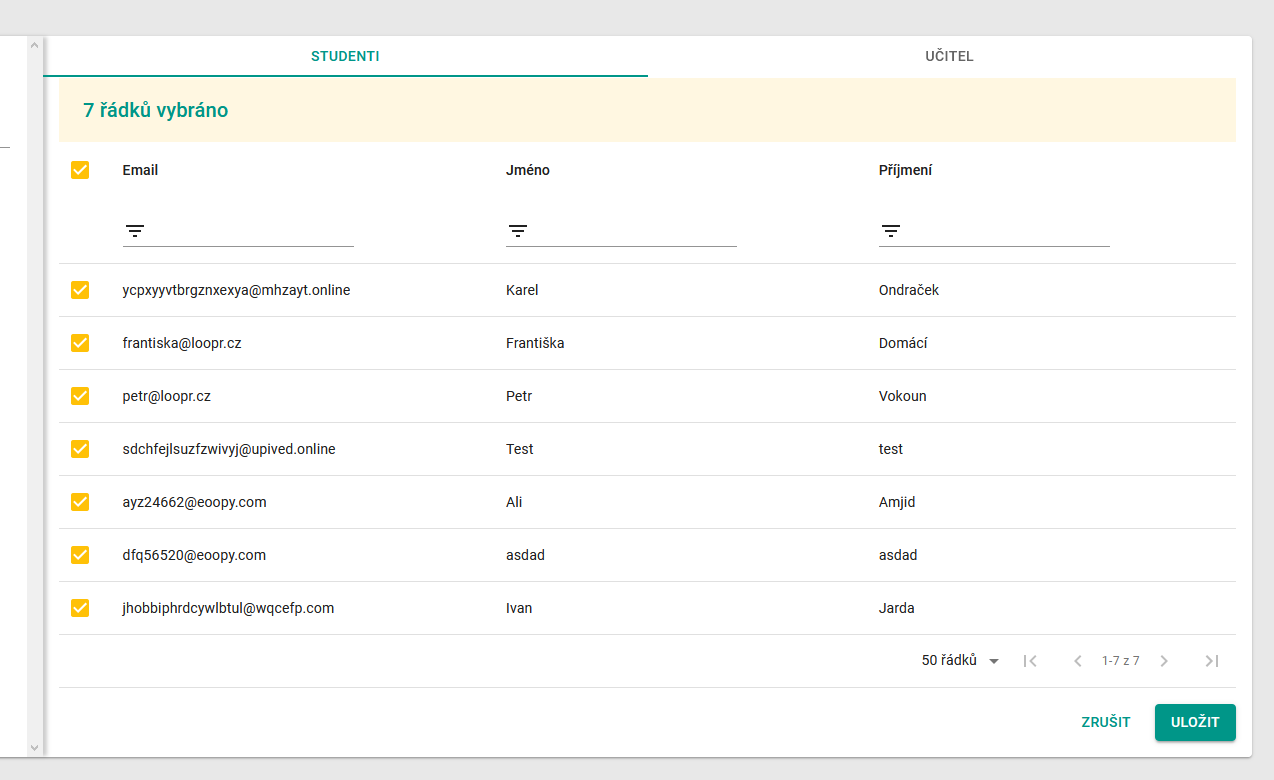 STUDENTI UČITEL
7 řádků vybráno
Email Jméno Příjmení
ycpxyyvtbrgznxexya@mhzayt.online Karel Ondraček
frantiska@loopr.cz Františka Domácí
petr@loopr.cz Petr Vokoun
sdchfejlsuzfzwivyj@upived.online Test test
ayz24662@eoopy.com Ali Amjid
dfq56520@eoopy.com asdad asdad
jhobbiphrdcywlbtul@wqcefp.com Ivan Jarda
50 řádků 1-7 z 7
ZRUŠIT ULOŽIT